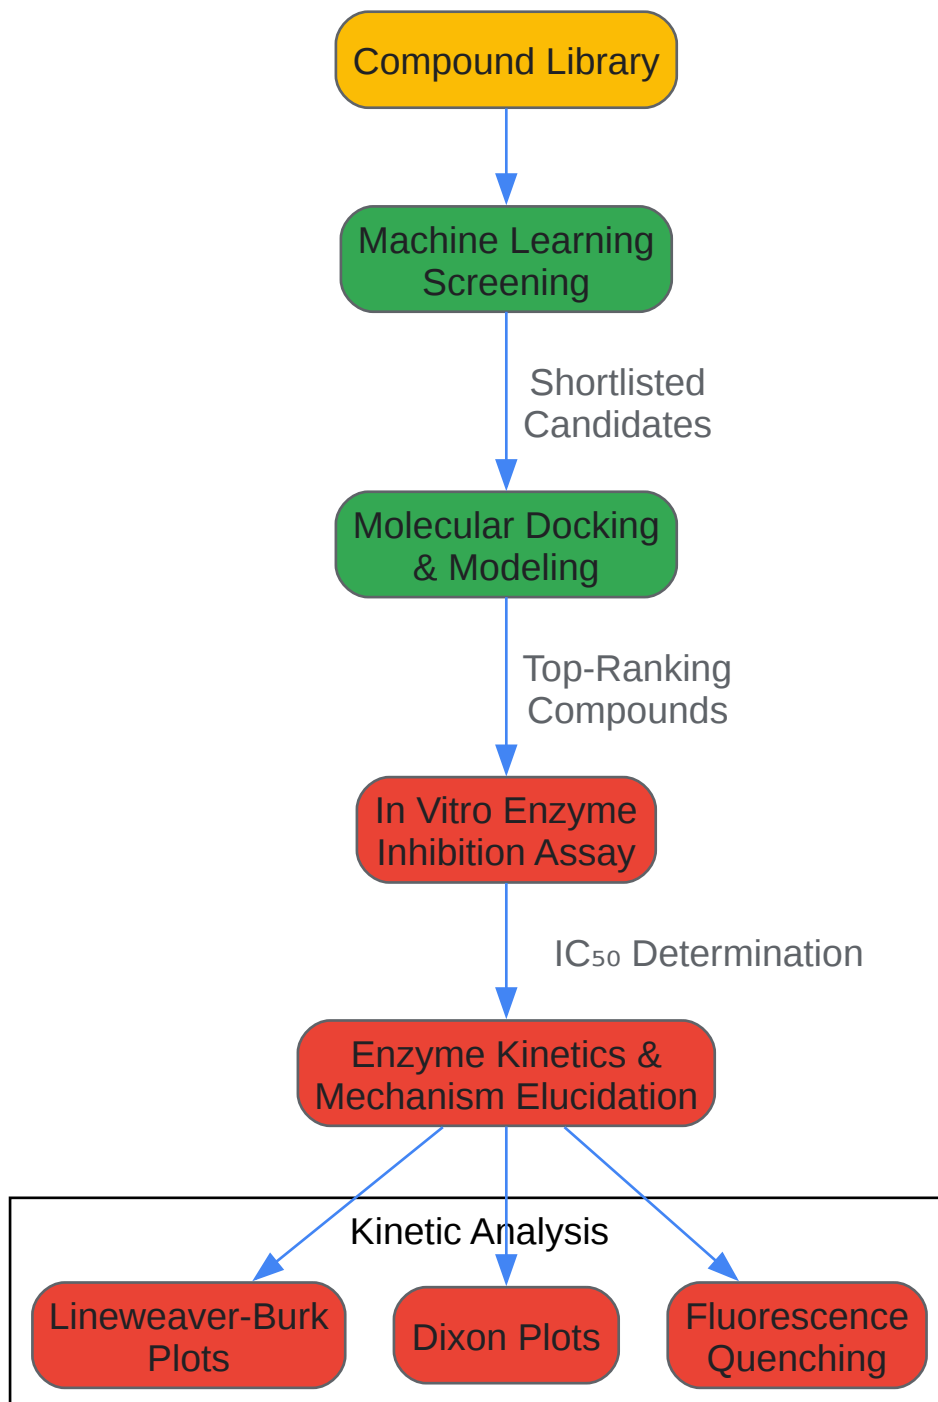 Compound Library
Machine Learning
Screening
Shortlisted
Candidates
Molecular Docking
& Modeling
Top-Ranking
Compounds
In Vitro Enzyme
Inhibition Assay
IC₅₀ Determination
Enzyme Kinetics &
Mechanism Elucidation
Kinetic Analysis
Lineweaver-Burk
Plots
Dixon Plots
Fluorescence
Quenching